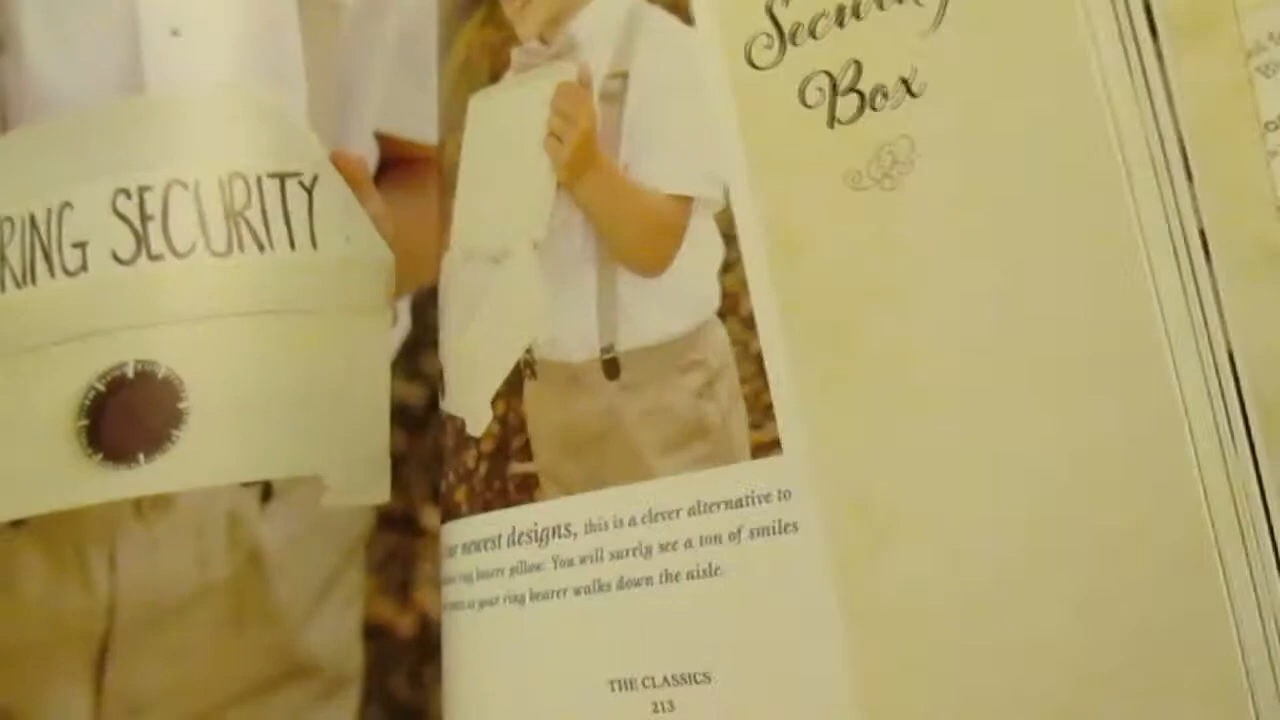 RING SECURITY
Security
Box
newest designs, this is a clever alternative to
ring bearer pillow. You will surely see a ton of smiles
as your ring bearer walks down the aisle.
THE CLASSICS
213